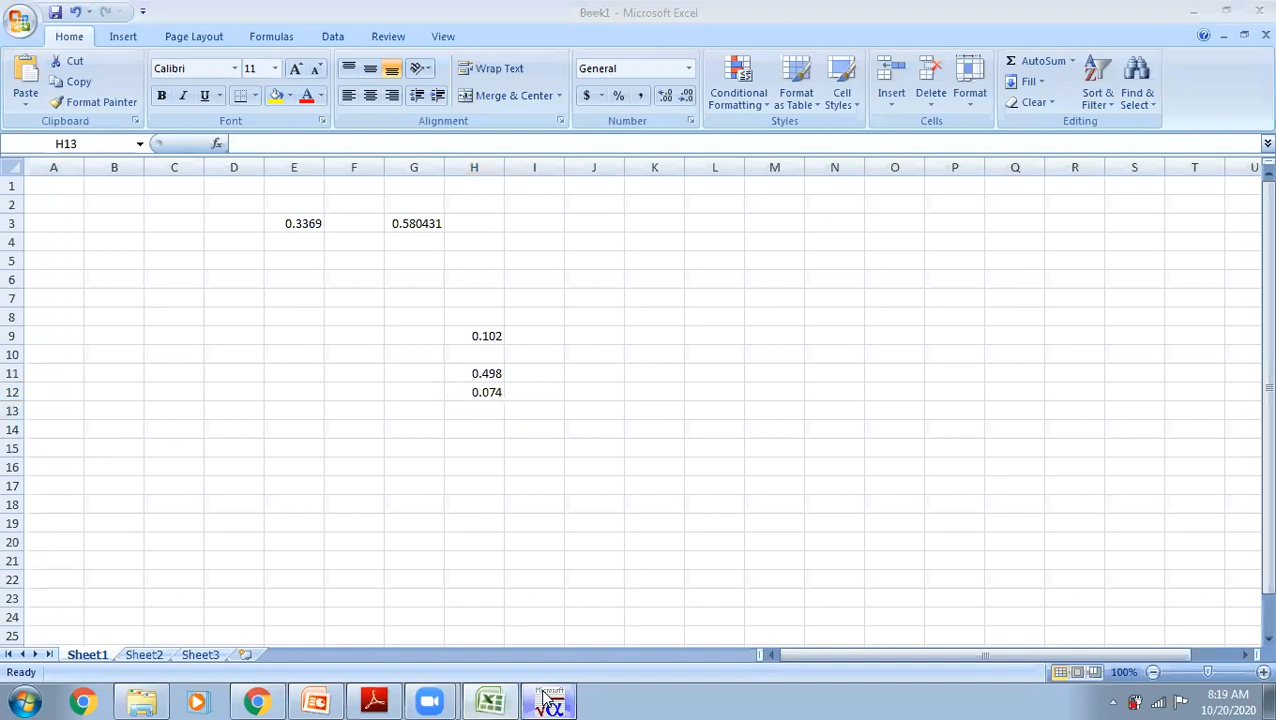 Book1 - Microsoft Excel
Home Insert Page Layout Formulas Data Review View
Paste
Cut
Copy
Format Painter
Clipboard
Calibri 11
B I U
Font
Wrap Text
Merge & Center
Alignment
General
$ % ,
Number
Conditional Formatting
Format as Table
Cell Styles
Styles
Insert Delete Format
Cells
Σ AutoSum
Fill
Clear
Sort & Filter
Find & Select
Editing
H13 fx
A B C D E F G H I J K L M N O P Q R S T U
1
2
3 0.3369 0.580431
4
5
6
7
8
9 0.102
10
11 0.498
12 0.074
13
14
15
16
17
18
19
20
21
22
23
24
25
Sheet1 Sheet2 Sheet3
Ready 100%
Microsoft
√α
8:19 AM
10/20/2020